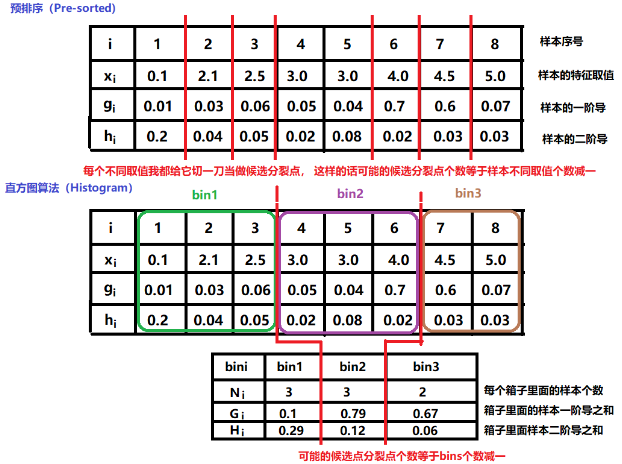 预排序（Pre-sorted）
i 1 2 3 4 5 6 7 8 样本序号
xi 0.1 2.1 2.5 3.0 3.0 4.0 4.5 5.0 样本的特征取值
gi 0.01 0.03 0.06 0.05 0.04 0.7 0.6 0.07 样本的一阶导
hi 0.2 0.04 0.05 0.02 0.08 0.02 0.03 0.03 样本的二阶导
每个不同取值我都给它切一刀当做候选分裂点， 这样的话可能的候选分裂点个数等于样本不同取值个数减一
直方图算法（Histogram）
bin1 bin2 bin3
i 1 2 3 4 5 6 7 8
xi 0.1 2.1 2.5 3.0 3.0 4.0 4.5 5.0
gi 0.01 0.03 0.06 0.05 0.04 0.7 0.6 0.07
hi 0.2 0.04 0.05 0.02 0.08 0.02 0.03 0.03
bini bin1 bin2 bin3
Ni 3 3 2 每个箱子里面的样本个数
Gi 0.1 0.79 0.67 箱子里面的样本一阶导之和
Hi 0.29 0.12 0.06 箱子里面样本二阶导之和
可能的候选点分裂点个数等于bins个数减一